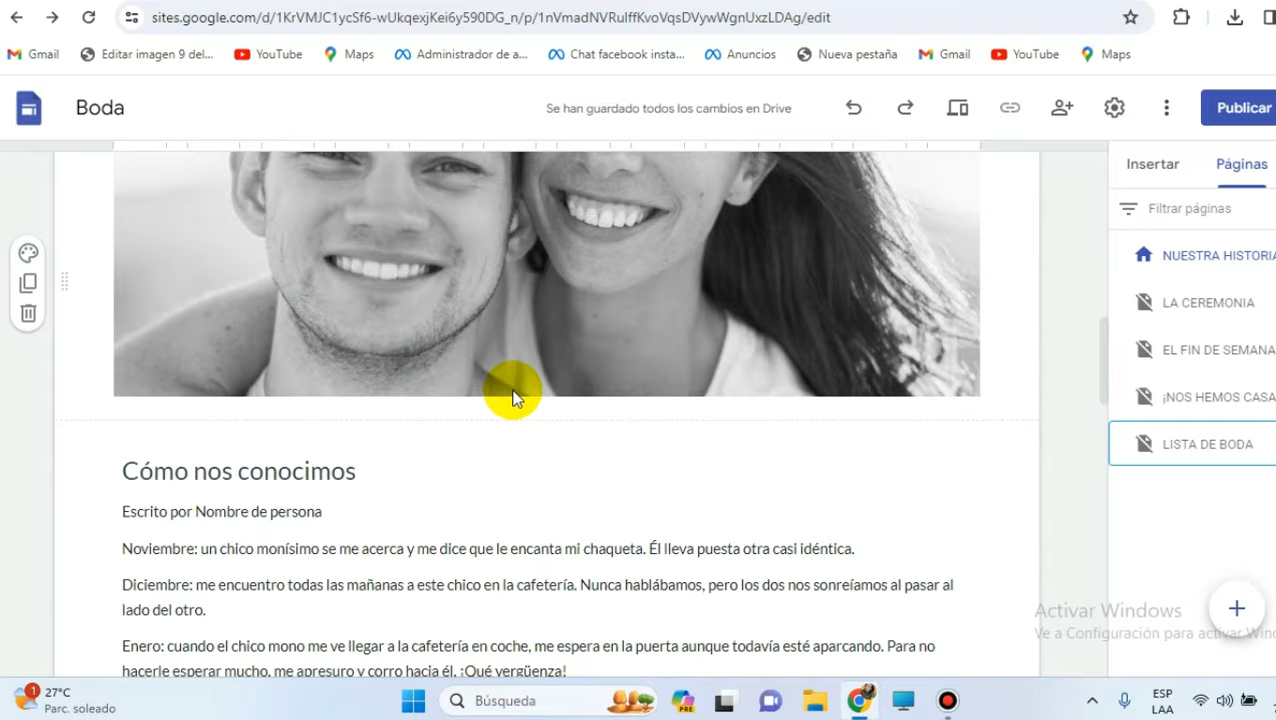 sites.google.com/d/1KrVMJC1ycSf6-wUkqexjKei6y590DG_n/p/1nVmadNVRulffKvoVqsDVywWgnUxzLDAg/edit
Gmail Editar imagen 9 del... YouTube Maps Administrador de a... Chat facebook insta... Anuncios Nueva pestaña Gmail YouTube Maps
Boda Se han guardado todos los cambios en Drive Publicar
Insertar Páginas
Filtrar páginas
NUESTRA HISTORIA
LA CEREMONIA
EL FIN DE SEMANA
¡NOS HEMOS CASA
LISTA DE BODA
Cómo nos conocimos
Escrito por Nombre de persona
Noviembre: un chico monísimo se me acerca y me dice que le encanta mi chaqueta. Él lleva puesta otra casi idéntica.
Diciembre: me encuentro todas las mañanas a este chico en la cafetería. Nunca hablábamos, pero los dos nos sonreíamos al pasar al
lado del otro.
Enero: cuando el chico mono me ve llegar a la cafetería en coche, me espera en la puerta aunque todavía esté aparcando. Para no
hacerle esperar mucho, me apresuro y corro hacia él. ¡Qué vergüenza!
Activar Windows
Ve a Configuración para activar Win
1
27°C
Parc. soleado
Búsqueda
PRE
ESP
LAA